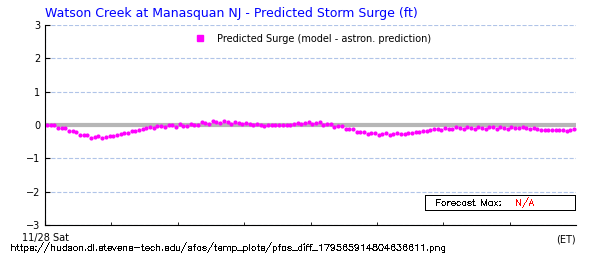 Watson Creek at Manasquan NJ - Predicted Storm Surge (ft)
3
Predicted Surge (model - astron. prediction)
2
1
0
−1
−2
Forecast Max: N/A
−3
11/28 Sat
(ET)
https://hudson.dl.stevens-tech.edu/sfas/temp_plots/pfas_diff_179565914804636611.png